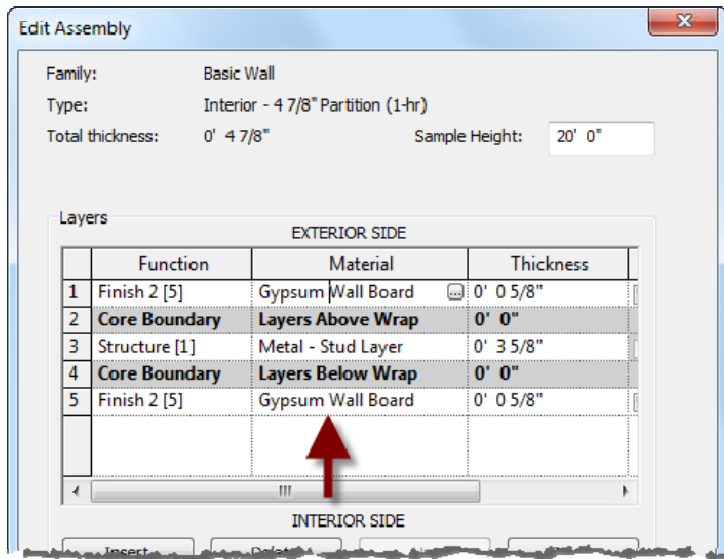 Edit Assembly
Family: Basic Wall
Type: Interior - 4 7/8" Partition (1-hr)
Total thickness: 0' 4 7/8" Sample Height: 20' 0"
Layers
EXTERIOR SIDE
Function Material Thickness
1 Finish 2 [5] Gypsum Wall Board ... 0' 0 5/8"
2 Core Boundary Layers Above Wrap 0' 0"
3 Structure [1] Metal - Stud Layer 0' 3 5/8"
4 Core Boundary Layers Below Wrap 0' 0"
5 Finish 2 [5] Gypsum Wall Board 0' 0 5/8"
INTERIOR SIDE
Insert